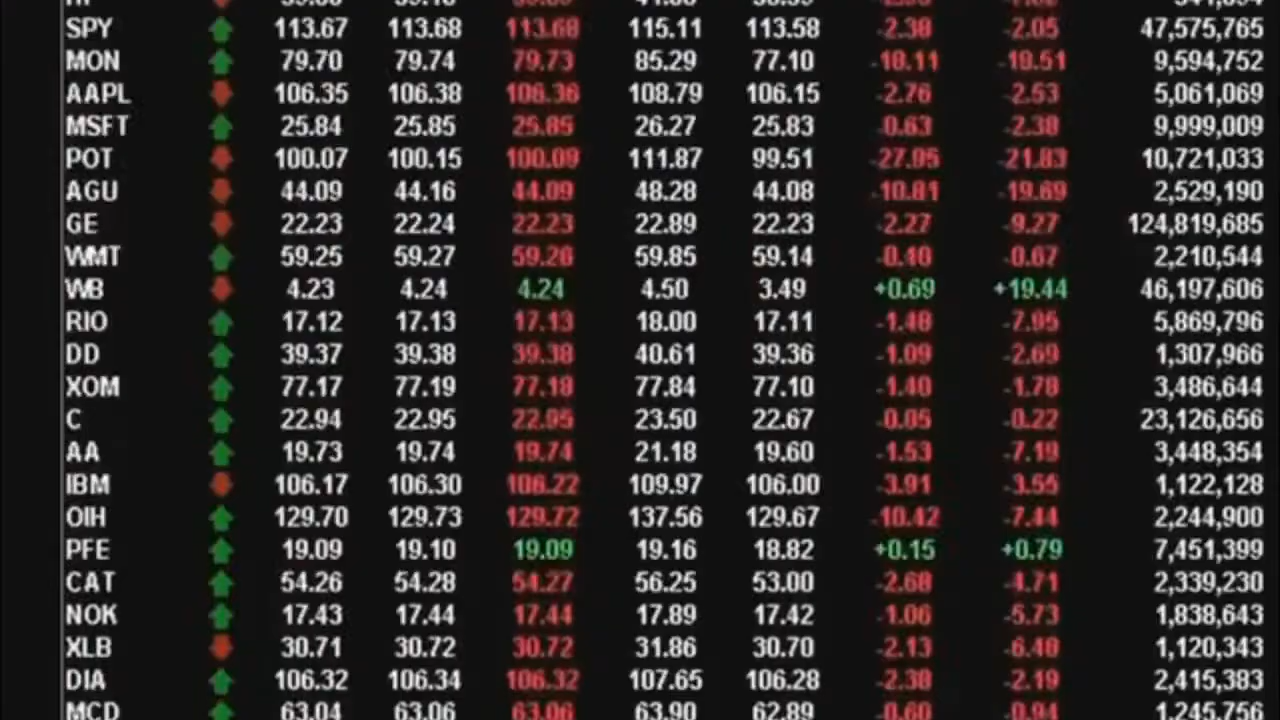 SPY 113.67 113.68 113.68 115.11 113.58 -2.38 -2.05 47,575,765
MON 79.70 79.74 79.73 85.29 77.10 -10.11 9,594,752
AAPL 106.35 106.38 106.36 108.79 106.15 -2.76 -2.53 5,061,069
MSFT 25.84 25.85 25.85 26.27 25.83 -0.63 -2.38 9,999,009
POT 100.07 100.15 100.09 111.87 99.51 -27.95 -21.83 10,721,033
AGU 44.09 44.16 44.09 48.28 44.08 -10.81 -19.69 2,529,190
GE 22.23 22.24 22.23 22.89 22.23 -2.27 -9.27 124,819,685
WMT 59.25 59.27 59.26 59.85 59.14 -0.40 -0.67 2,210,544
WB 4.23 4.24 4.24 4.50 3.49 +0.69 +19.44 46,197,606
RIO 17.12 17.13 17.13 18.00 17.11 -1.48 -7.95 5,869,796
DD 39.37 39.38 39.38 40.61 39.36 -1.09 -2.69 1,307,966
XOM 77.17 77.19 77.18 77.84 77.10 -1.40 -1.78 3,486,644
C 22.94 22.95 22.95 23.50 22.67 -0.05 -0.22 23,126,656
AA 19.73 19.74 19.74 21.18 19.60 -1.53 -7.19 3,448,354
IBM 106.17 106.30 106.22 109.97 106.00 -3.91 -3.55 1,122,128
OIH 129.70 129.73 129.72 137.56 129.67 -10.42 -7.44 2,244,900
PFE 19.09 19.10 19.09 19.16 18.82 +0.15 +0.79 7,451,399
CAT 54.26 54.28 54.27 56.25 53.00 -2.68 -4.71 2,339,230
NOK 17.43 17.44 17.44 17.89 17.42 -1.06 -5.73 1,838,643
XLB 30.71 30.72 30.72 31.86 30.70 -2.13 -6.48 1,120,343
DIA 106.32 106.34 106.32 107.65 106.28 -2.38 -2.19 2,415,383
MCD 63.04 63.06 63.06 63.90 62.89 -0.60 -0.94 1,245,756